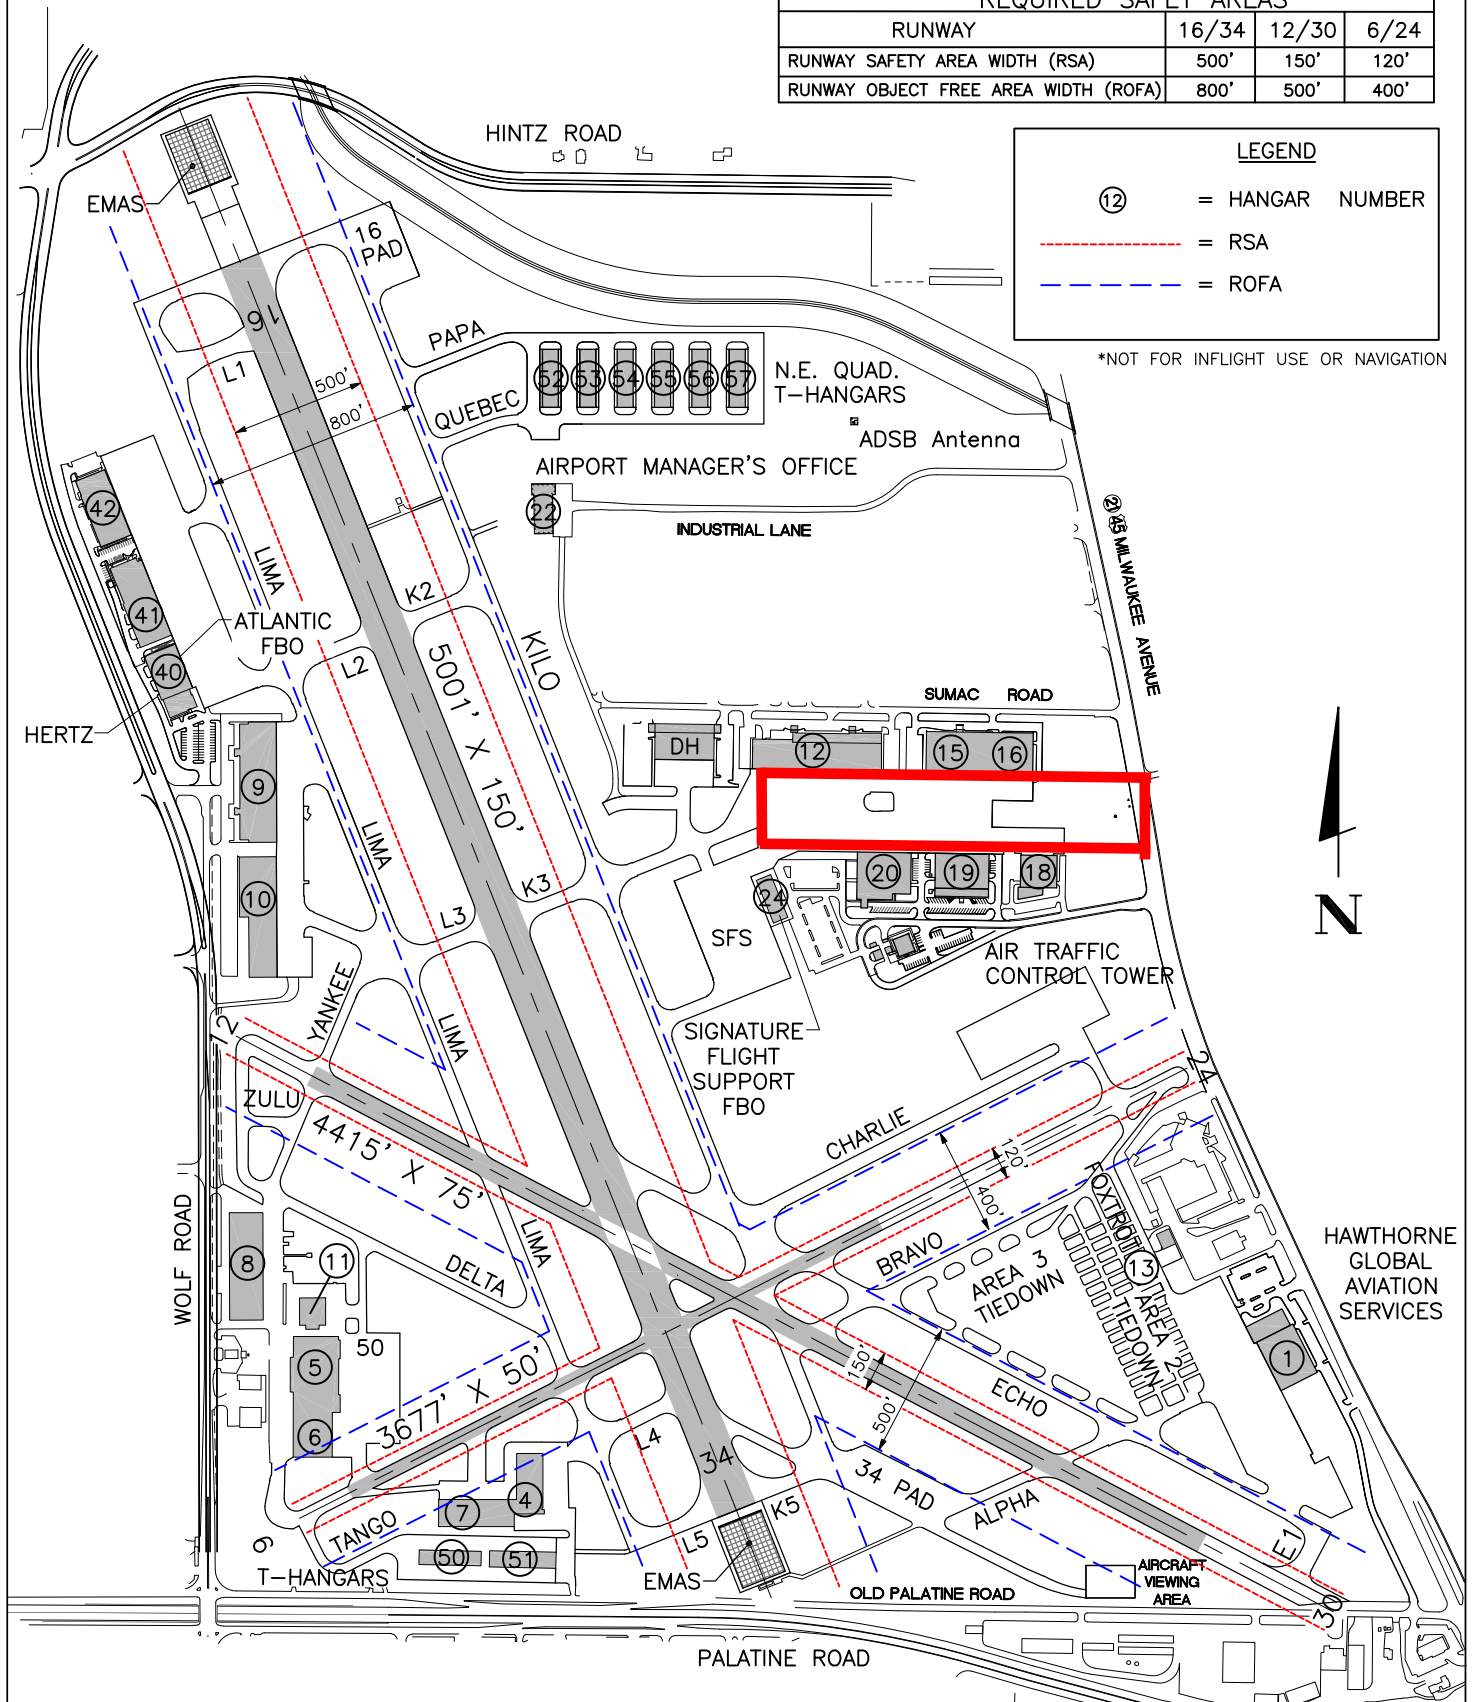 REQUIRED SAFETY AREAS
RUNWAY 16/34 12/30 6/24
RUNWAY SAFETY AREA WIDTH (RSA) 500' 150' 120'
RUNWAY OBJECT FREE AREA WIDTH (ROFA) 800' 500' 400'
LEGEND
12 = HANGAR NUMBER
= RSA
= ROFA
*NOT FOR INFLIGHT USE OR NAVIGATION
HINTZ ROAD
EMAS
16
PAD
16
PAPA
L1
500'
800'
QUEBEC
52 53 54 55 56 57
N.E. QUAD.
T-HANGARS
ADSB Antenna
AIRPORT MANAGER'S OFFICE
22
INDUSTRIAL LANE
21 45 MILWAUKEE AVENUE
42
41
40
LIMA
K2
ATLANTIC
FBO
L2
KILO
5001' X 150'
HERTZ
SUMAC ROAD
DH
12
15
16
9
LIMA
10
K3
L3
20
19
18
24
SFS
AIR TRAFFIC
CONTROL TOWER
N
YANKEE
LIMA
SIGNATURE
FLIGHT
SUPPORT
FBO
12
ZULU
24
4415' X 75'
CHARLIE
120'
400'
FOXTROT
WOLF ROAD
LIMA
DELTA
BRAVO
8
11
AREA 3
TIEDOWN
13
AREA 2
TIEDOWN
HAWTHORNE
GLOBAL
AVIATION
SERVICES
50
5
6
3677' X 50'
150'
500'
ECHO
1
L4
34
34 PAD
ALPHA
K5
L5
E1
7
4
TANGO
6
50
51
T-HANGARS
EMAS
AIRCRAFT
VIEWING
AREA
OLD PALATINE ROAD
30
PALATINE ROAD